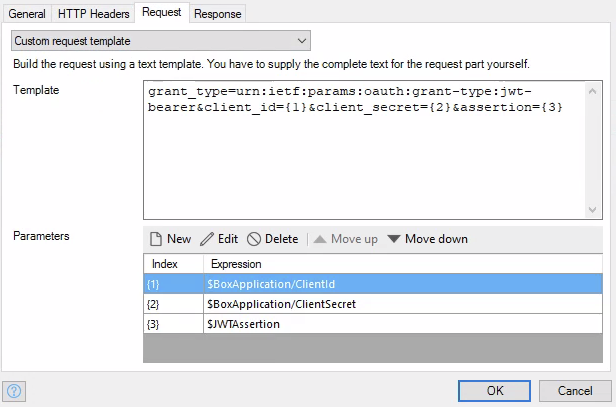 General HTTP Headers Request Response
Custom request template
Build the request using a text template. You have to supply the complete text for the request part yourself.
Template
grant_type=urn:ietf:params:oauth:grant-type:jwt-
bearer&client_id={1}&client_secret={2}&assertion={3}
Parameters
New Edit Delete Move up Move down
Index Expression
{1} $BoxApplication/ClientId
{2} $BoxApplication/ClientSecret
{3} $JWTAssertion
? OK Cancel